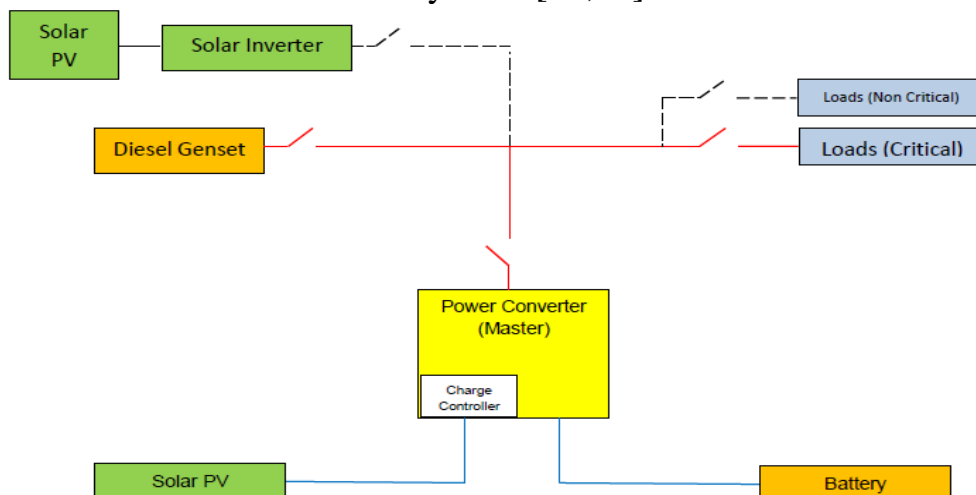 Solar
PV
Solar Inverter
Loads (Non Critical)
Diesel Genset
Loads (Critical)
Power Converter
(Master)
Charge
Controller
Solar PV
Battery